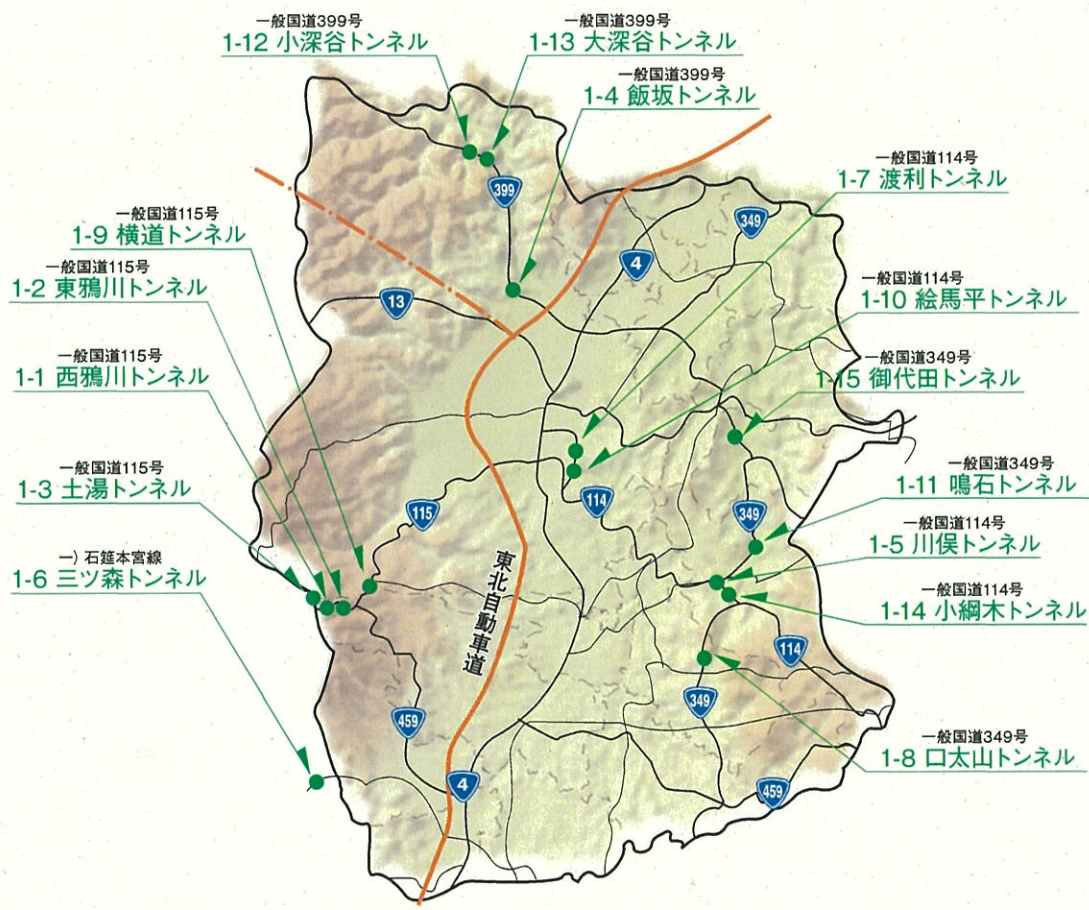 一般国道399号
1-12 小深谷トンネル
一般国道399号
1-13 大深谷トンネル
一般国道399号
1-4 飯坂トンネル
一般国道114号
1-7 渡利トンネル
一般国道115号
1-9 横道トンネル
一般国道115号
1-2 東鴉川トンネル
一般国道114号
1-10 絵馬平トンネル
一般国道115号
1-1 西鴉川トンネル
一般国道349号
1-15 御代田トンネル
一般国道115号
1-3 土湯トンネル
一般国道349号
1-11 鳴石トンネル
一般国道114号
1-5 川俣トンネル
一）石筵本宮線
1-6 三ツ森トンネル
一般国道114号
1-14 小綱木トンネル
一般国道349号
1-8 口太山トンネル
東北自動車道
399
349
4
13
115
114
349
114
349
459
4
459